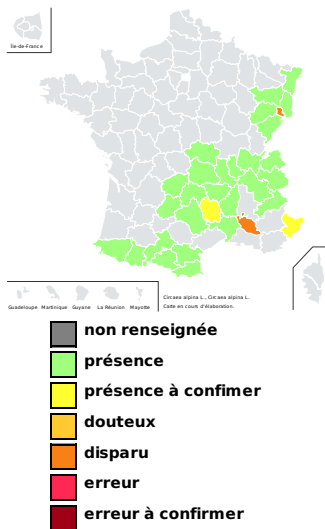 Île-de-France
Guadeloupe Martinique Guyane La Réunion Mayotte
Circaea alpina L., Circaea alpina L.
Carte en cours d'élaboration.
non renseignée
présence
présence à confimer
douteux
disparu
erreur
erreur à confirmer